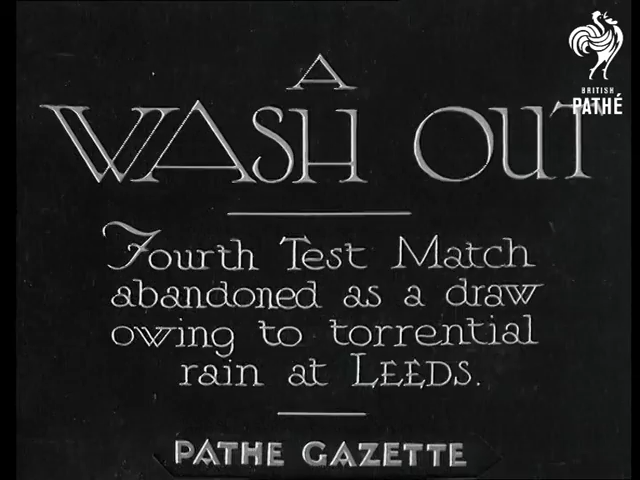 A
WASH OUT
Fourth Test Match
abandoned as a draw
owing to torrential
rain at LEEDS.
PATHE GAZETTE
BRITISH
PATHÉ